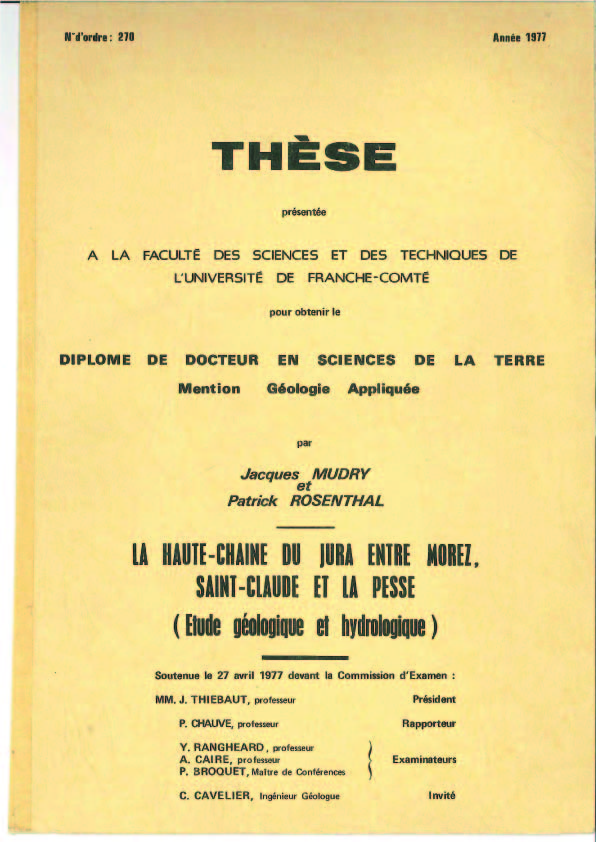 N°d'ordre: 270 Année 1977
THÈSE
présentée
A LA FACULTÉ DES SCIENCES ET DES TECHNIQUES DE
L'UNIVERSITÉ DE FRANCHE-COMTÉ
pour obtenir le
DIPLOME DE DOCTEUR EN SCIENCES DE LA TERRE
Mention Géologie Appliquée
par
Jacques MUDRY
et
Patrick ROSENTHAL
LA HAUTE-CHAINE DU JURA ENTRE MOREZ,
SAINT-CLAUDE ET LA PESSE
( Etude géologique et hydrologique )
Soutenue le 27 avril 1977 devant la Commission d'Examen :
MM. J. THIEBAUT, professeur Président
P. CHAUVE, professeur Rapporteur
Y. RANGHEARD, professeur
A. CAIRE, professeur Examinateurs
P. BROQUET, Maître de Conférences
C. CAVELIER, Ingénieur Géologue Invité